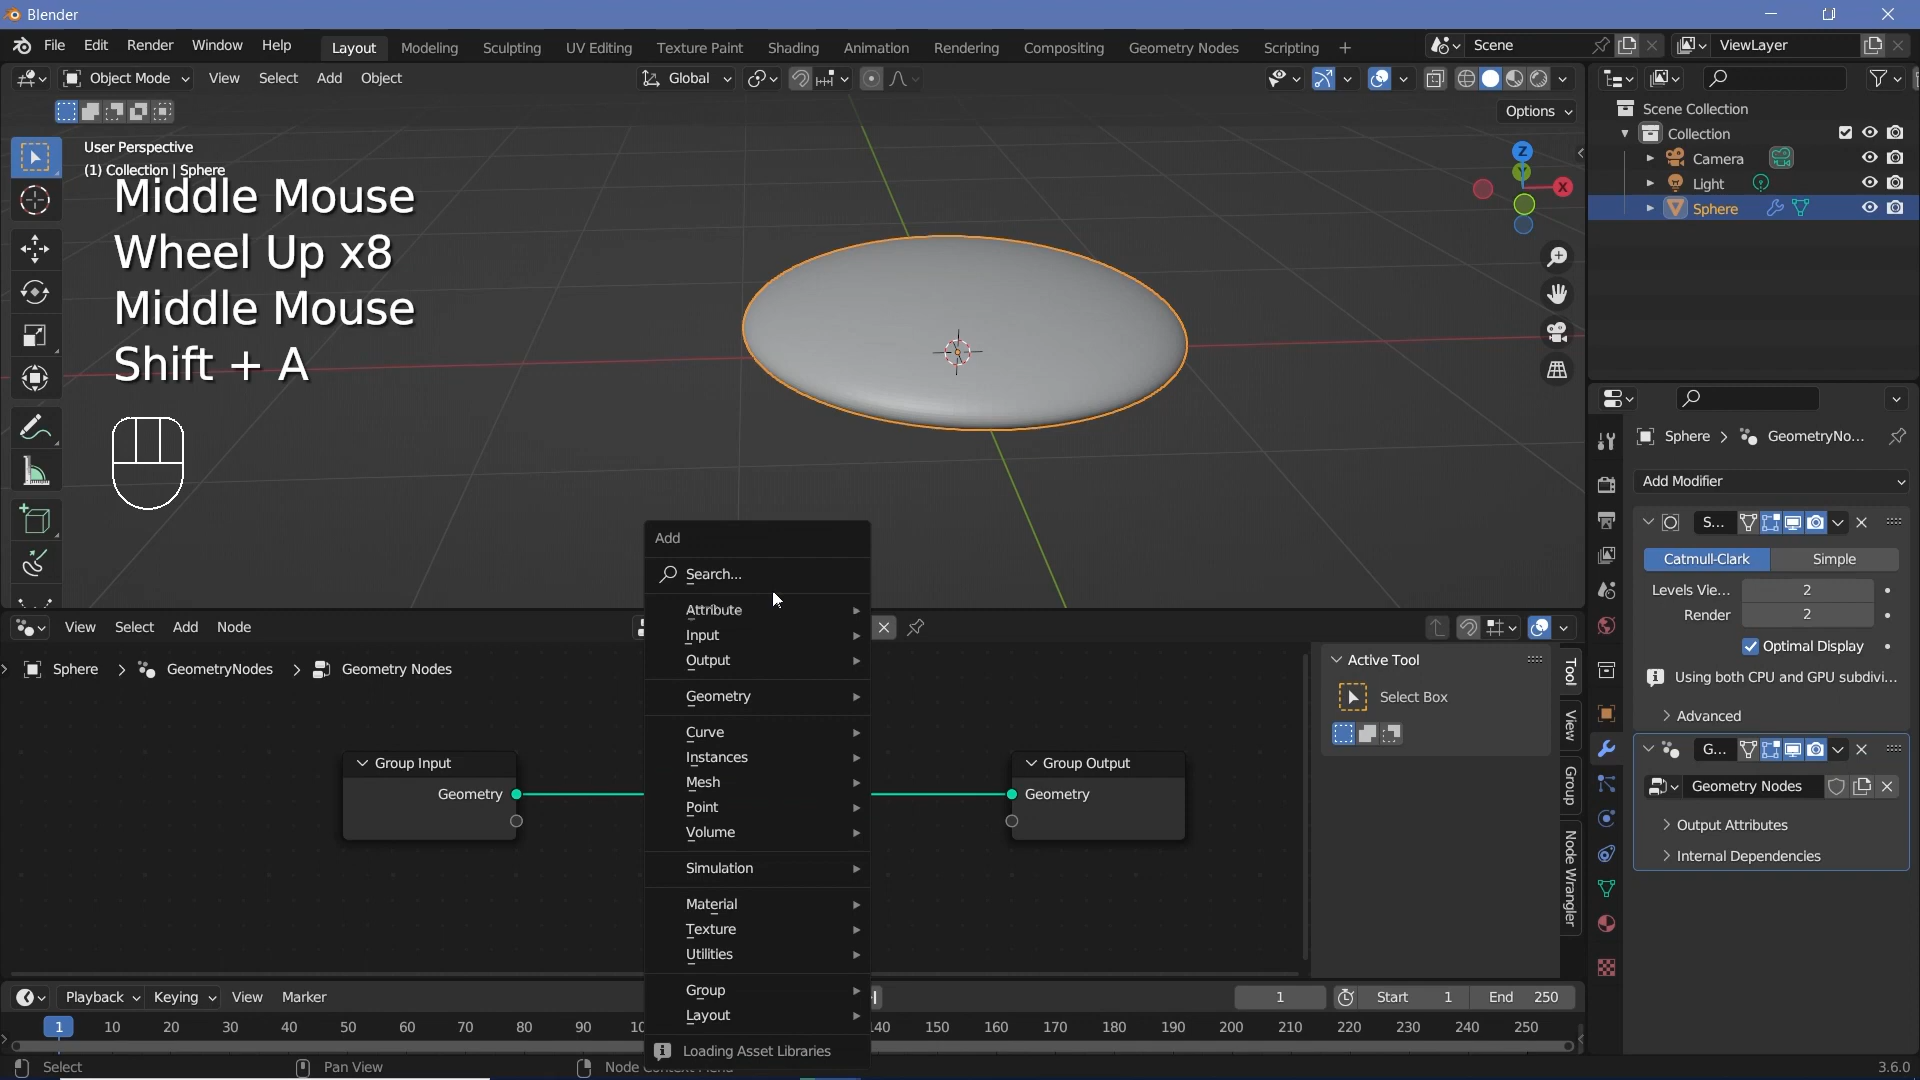 Blender
File Edit Render Window Help
Layout Modeling Sculpting UV Editing Texture Paint Shading Animation Rendering Compositing Geometry Nodes Scripting +
Scene
ViewLayer
Object Mode View Select Add Object
Global
Options
User Perspective
(1) Collection | Sphere
Middle Mouse
Wheel Up x8
Middle Mouse
Shift + A
Z
Y
X
Scene Collection
Collection
Camera
Light
Sphere
Sphere > GeometryNo...
Add Modifier
S...
Catmull-Clark Simple
Levels Vie... 2
Render 2
Optimal Display
Using both CPU and GPU subdivi...
Advanced
G...
Geometry Nodes
Output Attributes
Internal Dependencies
View Select Add Node
Sphere > GeometryNodes > Geometry Nodes
Group Input
Geometry
Group Output
Geometry
Add
Search...
Attribute
Input
Output
Geometry
Curve
Instances
Mesh
Point
Volume
Simulation
Material
Texture
Utilities
Group
Layout
Loading Asset Libraries
Active Tool
Select Box
Tool
View
Group
Node Wrangler
Playback Keying View Marker
1 Start 1 End 250
1 10 20 30 40 50 60 70 80 90 140 150 160 170 180 190 200 210 220 230 240 250
Select Pan View
3.6.0